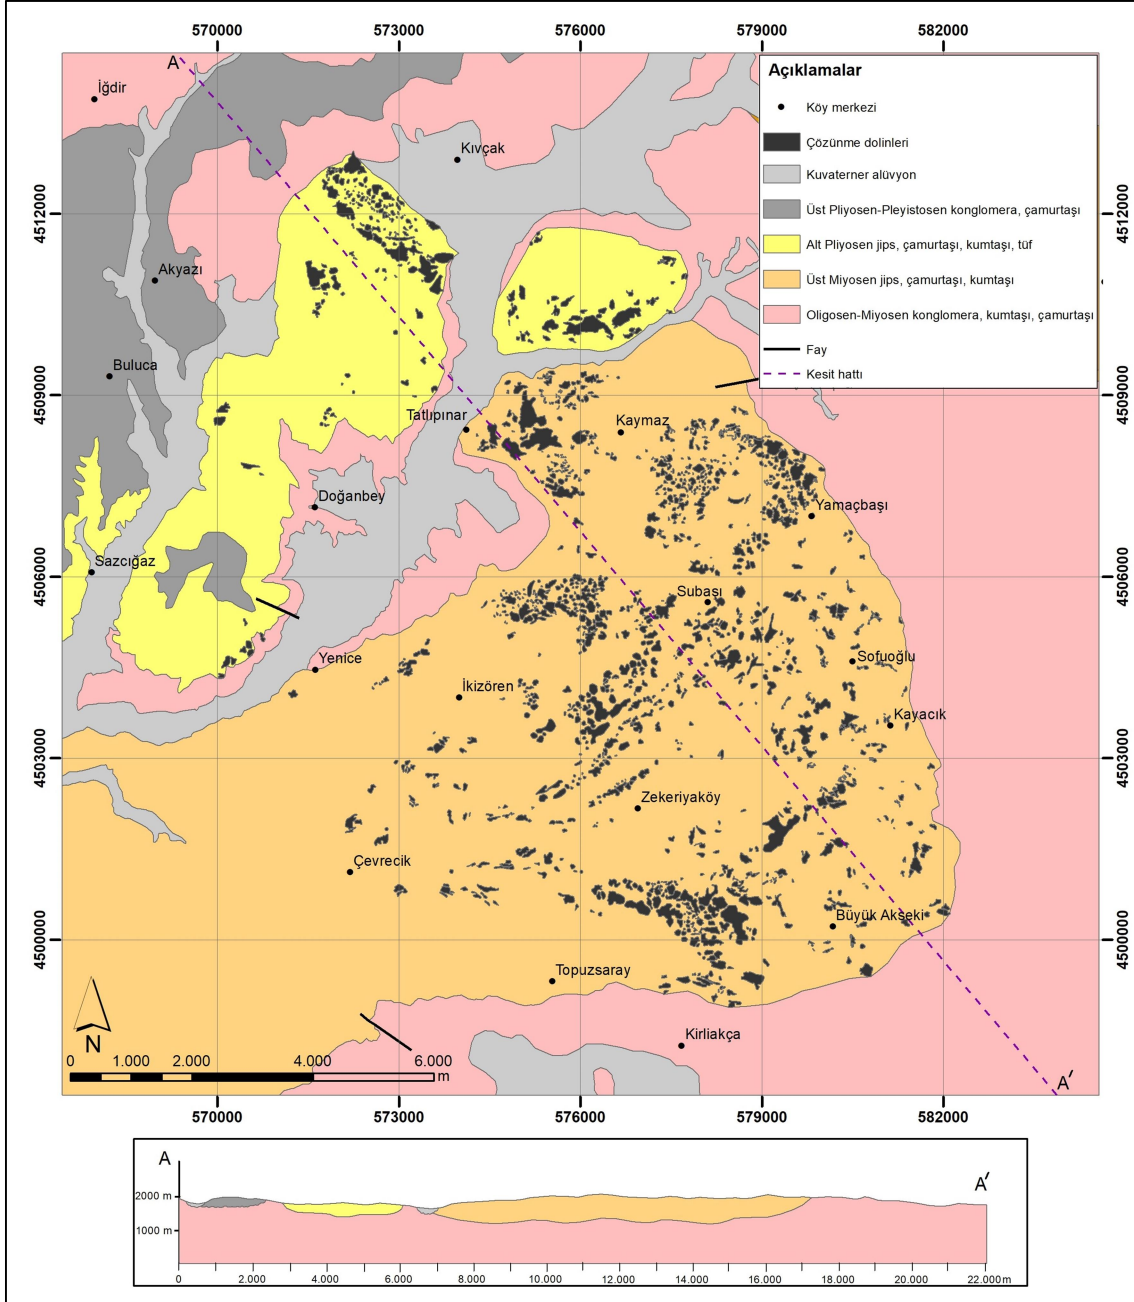 570000 573000 576000 579000 582000
A
Açıklamalar
İğdir
Köy merkezi
Çözünme dolinleri
Kıvçak
Kuvaterner alüvyon
4512000
Üst Pliyosen-Pleyistosen konglomera, çamurtaşı
4512000
Alt Pliyosen jips, çamurtaşı, kumtaşı, tüf
Akyazı
Üst Miyosen jips, çamurtaşı, kumtaşı
Oligosen-Miyosen konglomera, kumtaşı, çamurtaşı
Fay
Buluca
Kesit hattı
4509000
4509000
Tatlıpınar
Kaymaz
Doğanbey
Yamaçbaşı
Sazcığaz
4506000
4506000
Subaşı
Yenice
Sofuoğlu
İkizören
Kayacık
4503000
4503000
Zekeriyaköy
Çevrecik
Büyük Akseki
4500000
4500000
Topuzsaray
Kirliakça
N
0 1.000 2.000 4.000 6.000
m
A′
570000 573000 576000 579000 582000
A
A′
2000 m
1000 m
0 2.000 4.000 6.000 8.000 10.000 12.000 14.000 16.000 18.000 20.000 22.000 m